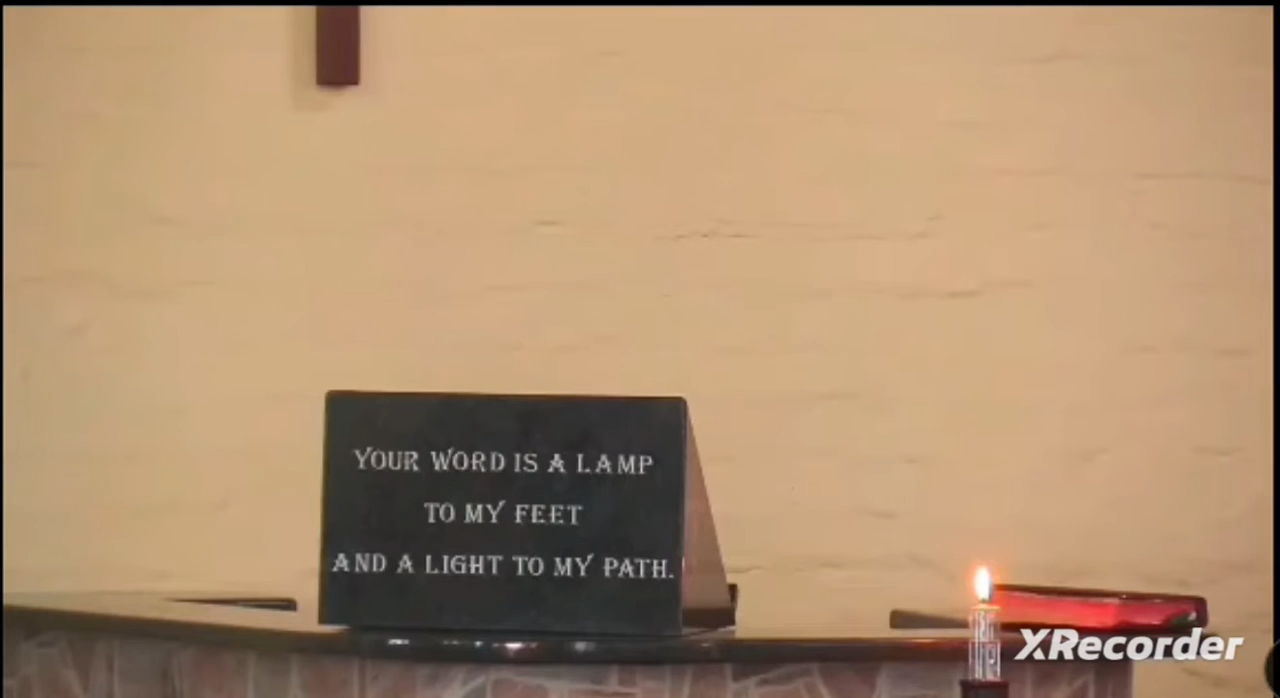 YOUR WORD IS A LAMP
TO MY FEET
AND A LIGHT TO MY PATH.
XRecorder